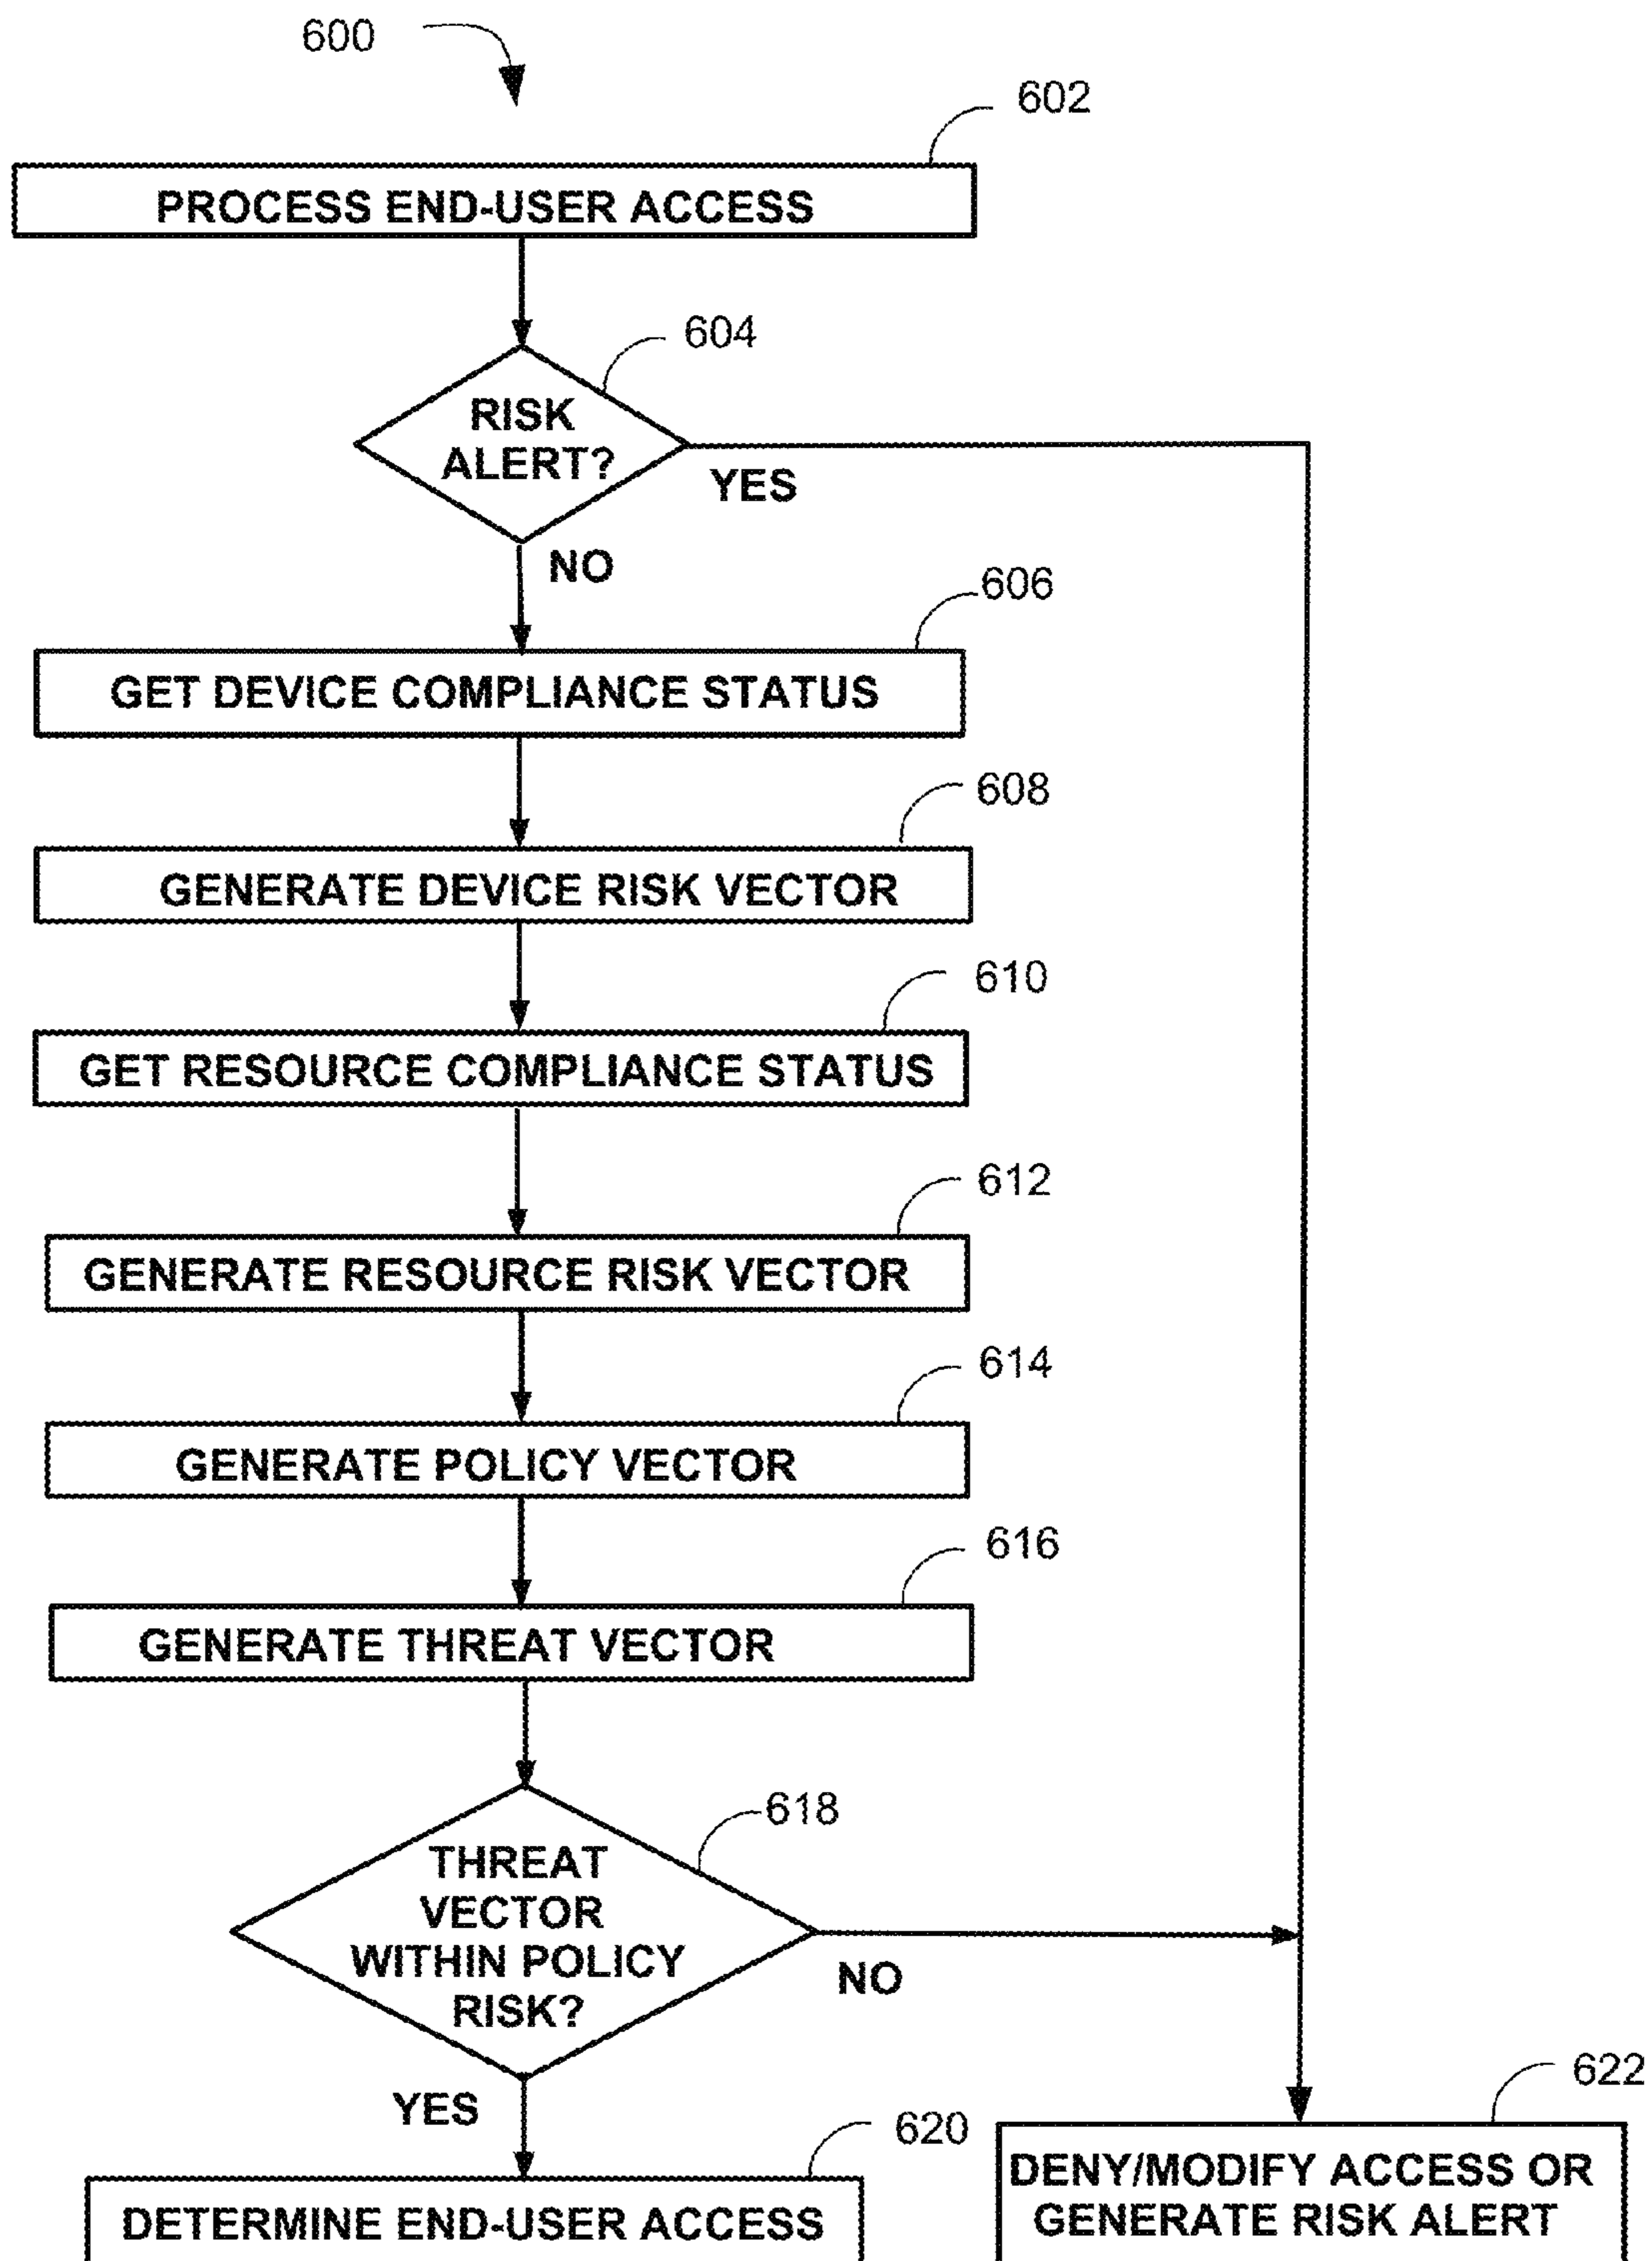 600
602
PROCESS END-USER ACCESS
604
RISK
ALERT?
YES
NO
606
GET DEVICE COMPLIANCE STATUS
608
GENERATE DEVICE RISK VECTOR
610
GET RESOURCE COMPLIANCE STATUS
612
GENERATE RESOURCE RISK VECTOR
614
GENERATE POLICY VECTOR
616
GENERATE THREAT VECTOR
618
THREAT
VECTOR
WITHIN POLICY
RISK?
NO
YES
620
DETERMINE END-USER ACCESS
622
DENY/MODIFY ACCESS OR
GENERATE RISK ALERT